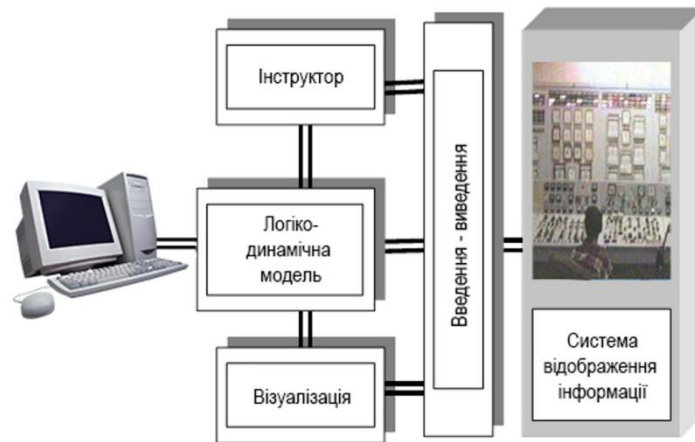 Інструктор
Логіко-
динамічна
модель
Візуалізація
Введення - виведення
Система
відображення
інформації